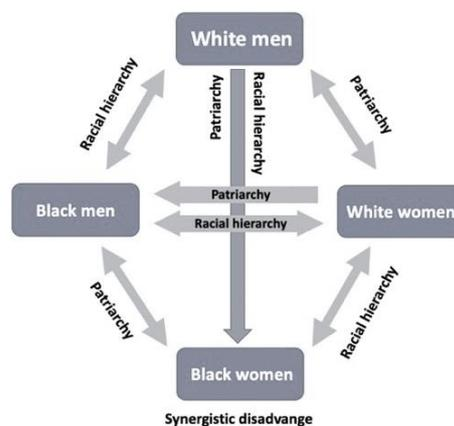 White men
Racial hierarchy
Patriarchy
Racial hierarchy
Patriarchy
Patriarchy
Black men
White women
Racial hierarchy
Patriarchy
Racial hierarchy
Black women
Synergistic disadvange